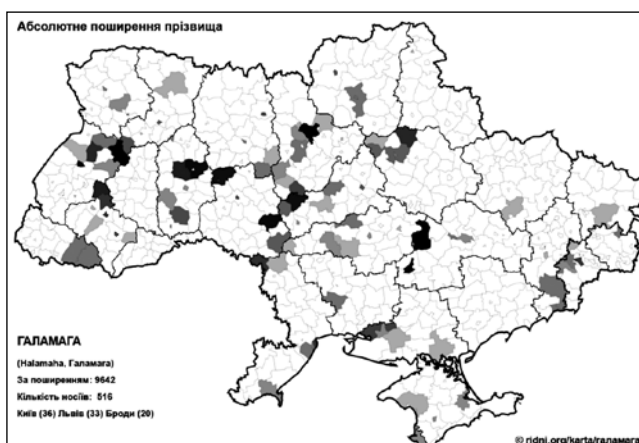 Абсолютне поширення прізвища
ГАЛАМАГА
(Halamaha, Галамага)
За поширенням: 9642
Кількість носіїв: 516
Київ (36) Львів (33) Броди (20)
© ridni.org/karta/галамага